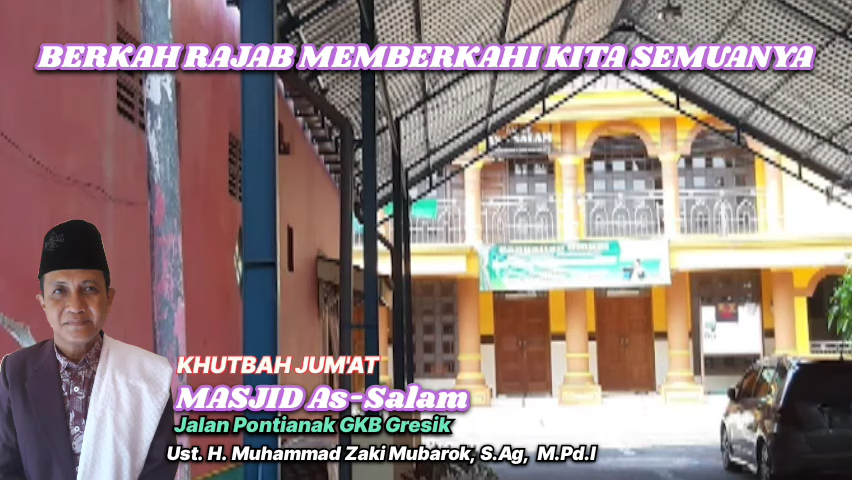 BERKAH RAJAB MEMBERKAHI KITA SEMUANYA
SALAM
KHUTBAH JUM'AT
MASJID As-Salam
Jalan Pontianak GKB Gresik
Ust. H. Muhammad Zaki Mubarok, S.Ag, M.Pd.I